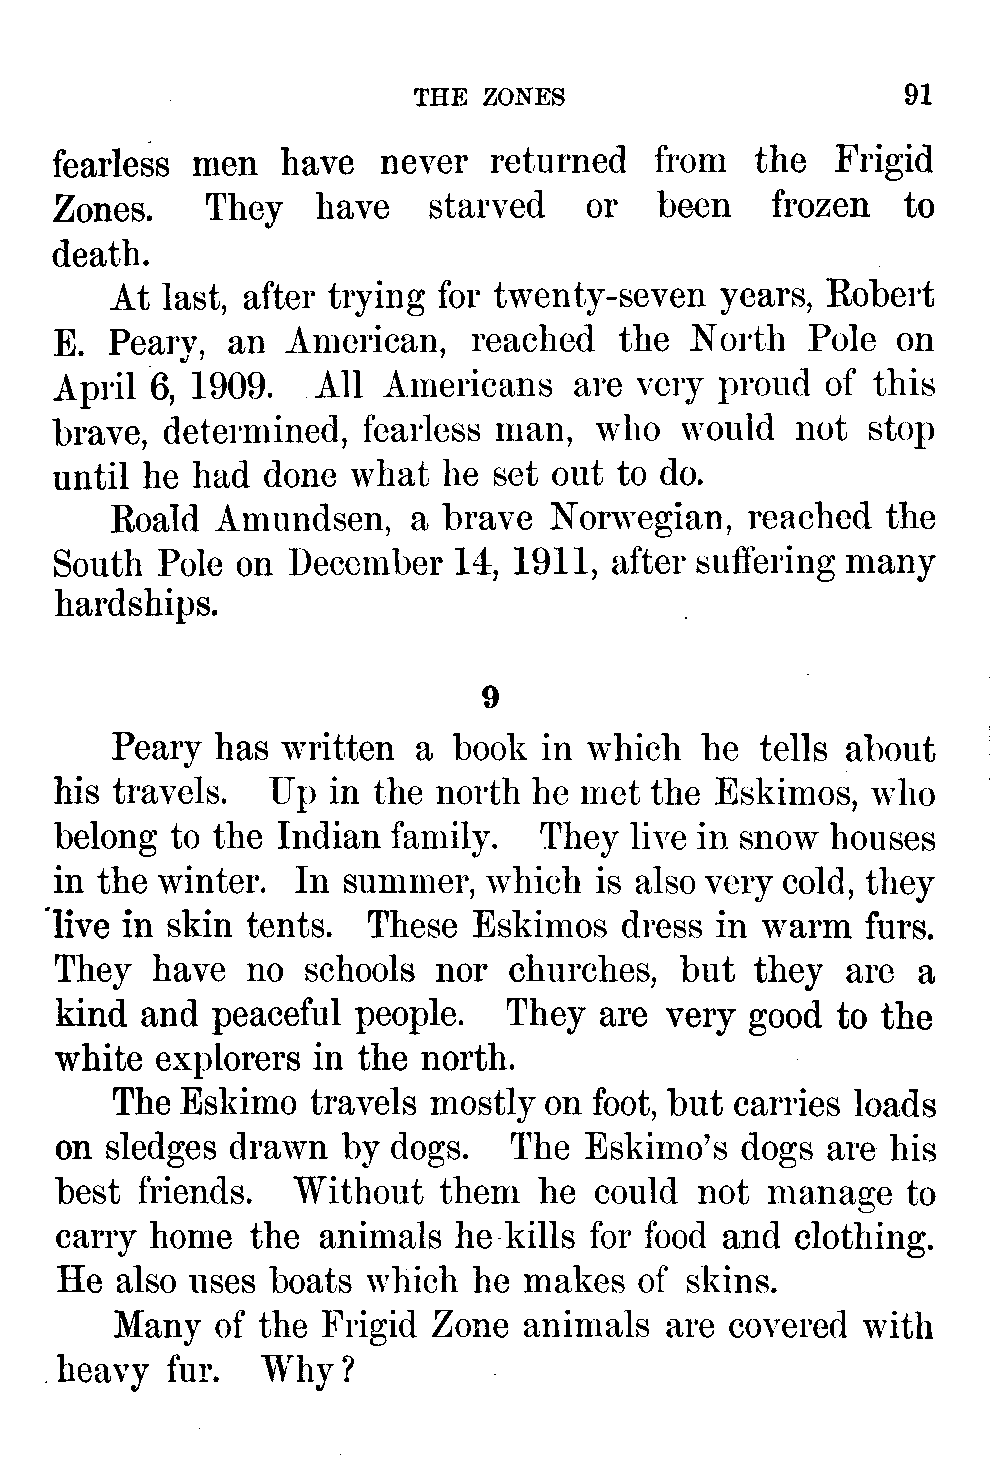 THE ZONES 91
fearless men have never returned from the Frigid
Zones. They have starved or been frozen to
death.
At last, after trying for twenty-seven years, Robert
E. Peary, an American, reached the North Pole on
April 6, 1909. All Americans are very proud of this
brave, determined, fearless man, who would not stop
until he had done what he set out to do.
Roald Amundsen, a brave Norwegian, reached the
South Pole on December 14, 1911, after suffering many
hardships.
9
Peary has written a book in which he tells about
his travels. Up in the north he met the Eskimos, who
belong to the Indian family. They live in snow houses
in the winter. In summer, which is also very cold, they
live in skin tents. These Eskimos dress in warm furs.
They have no schools nor churches, but they are a
kind and peaceful people. They are very good to the
white explorers in the north.
The Eskimo travels mostly on foot, but carries loads
on sledges drawn by dogs. The Eskimo's dogs are his
best friends. Without them he could not manage to
carry home the animals he kills for food and clothing.
He also uses boats which he makes of skins.
Many of the Frigid Zone animals are covered with
heavy fur. Why?